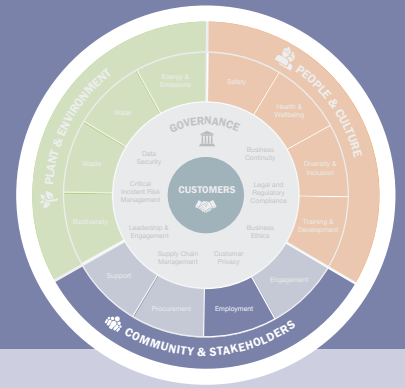 PLANT & ENVIRONMENT
Energy &
Emissions
Water
Waste
Biodiversity
PEOPLE & CULTURE
Safety
Health &
Wellbeing
Diversity &
Inclusion
Training &
Development
GOVERNANCE
Data
Security
Business
Continuity
Critical
Incident Risk
Management
Legal and
Regulatory
Compliance
Leadership &
Engagement
Business
Ethics
Supply Chain
Management
Customer
Privacy
CUSTOMERS
Support
Procurement
Employment
Engagement
COMMUNITY & STAKEHOLDERS